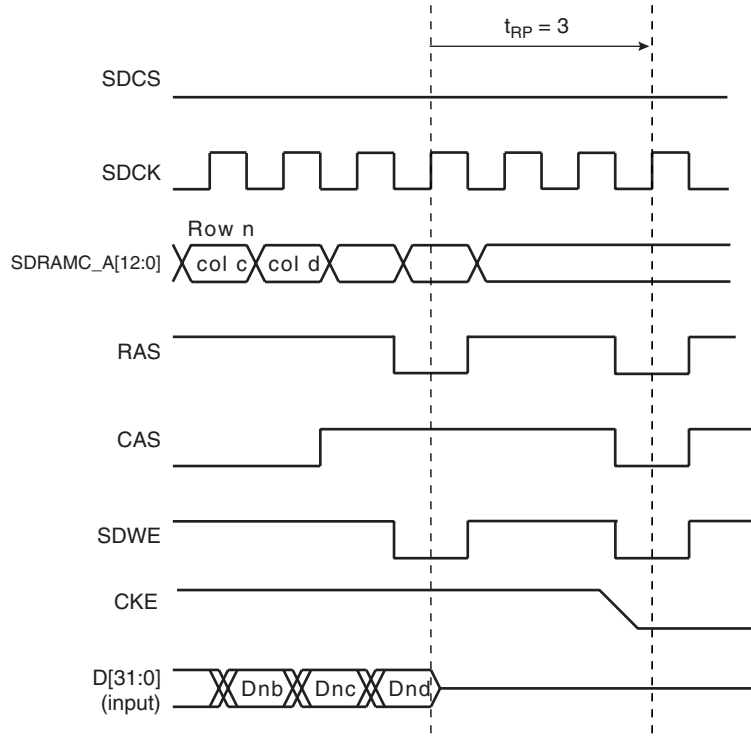 tRP = 3
SDCS
SDCK
Row n
SDRAMC_A[12:0]
col c col d
RAS
CAS
SDWE
CKE
D[31:0]
(input)
Dnb Dnc Dnd